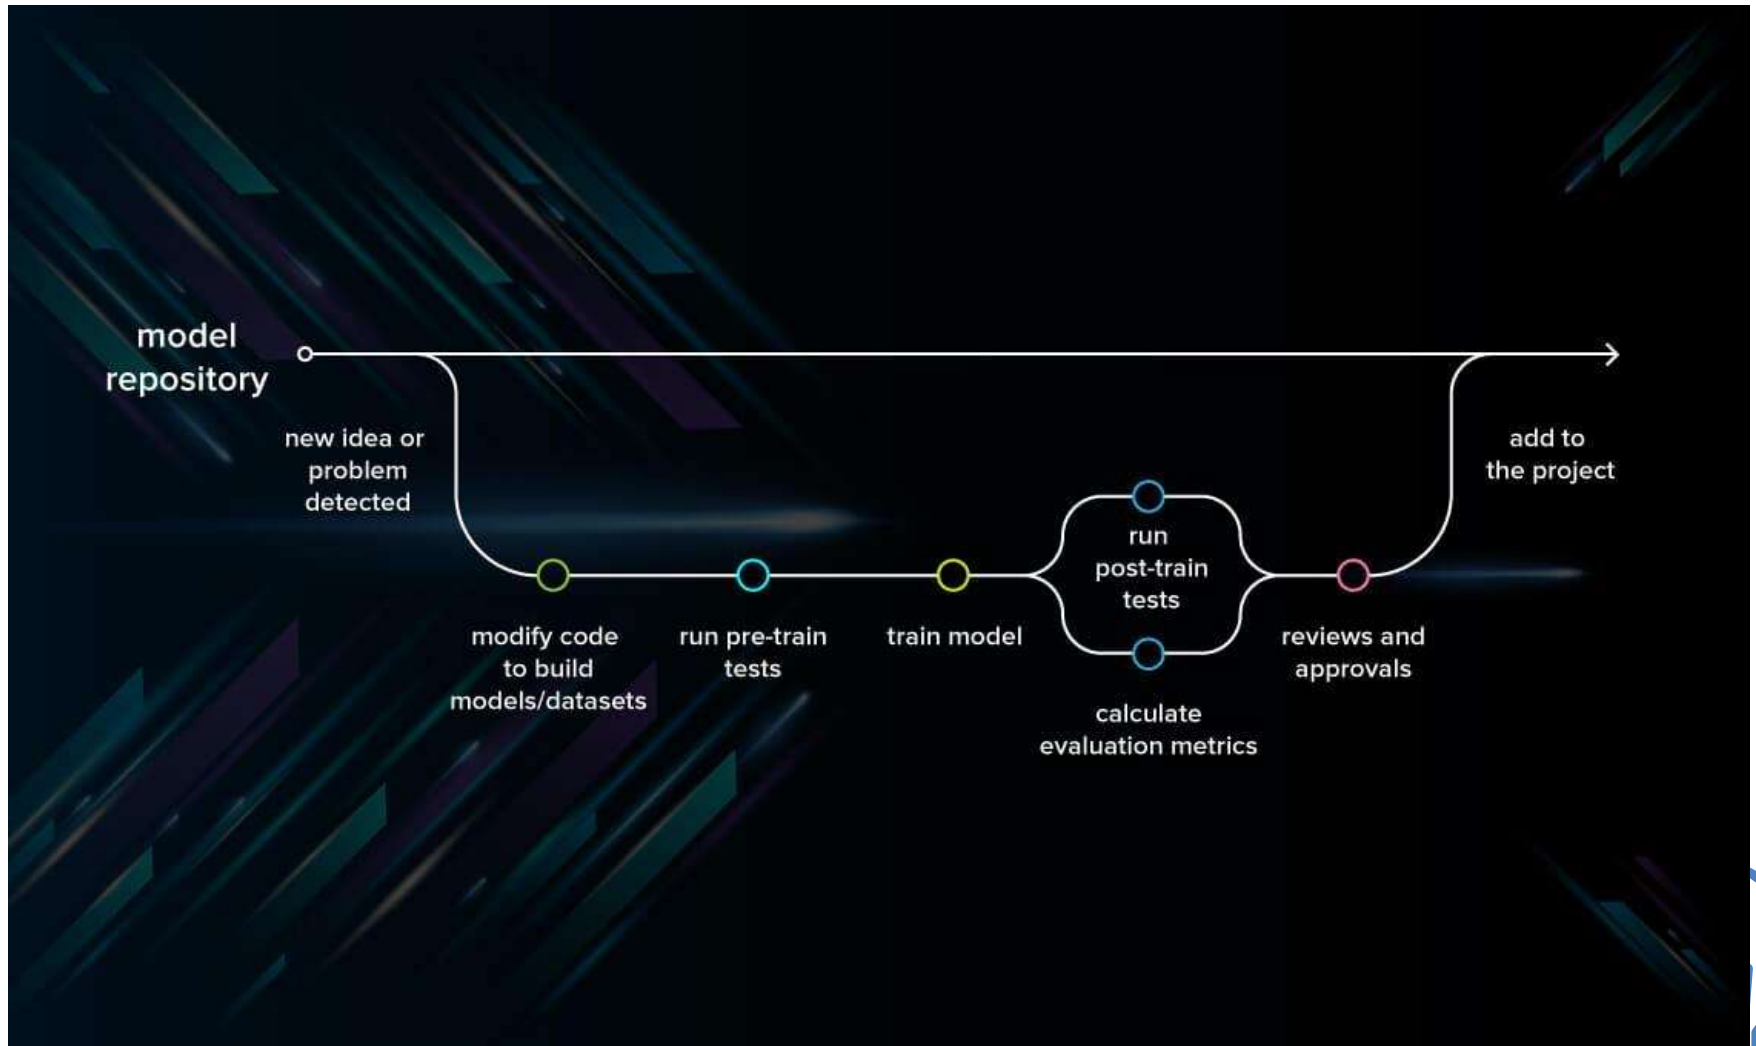 model
repository
new idea or
problem
detected
add to
the project
run
post-train
tests
modify code
to build
models/datasets
run pre-train
tests
train model
reviews and
approvals
calculate
evaluation metrics